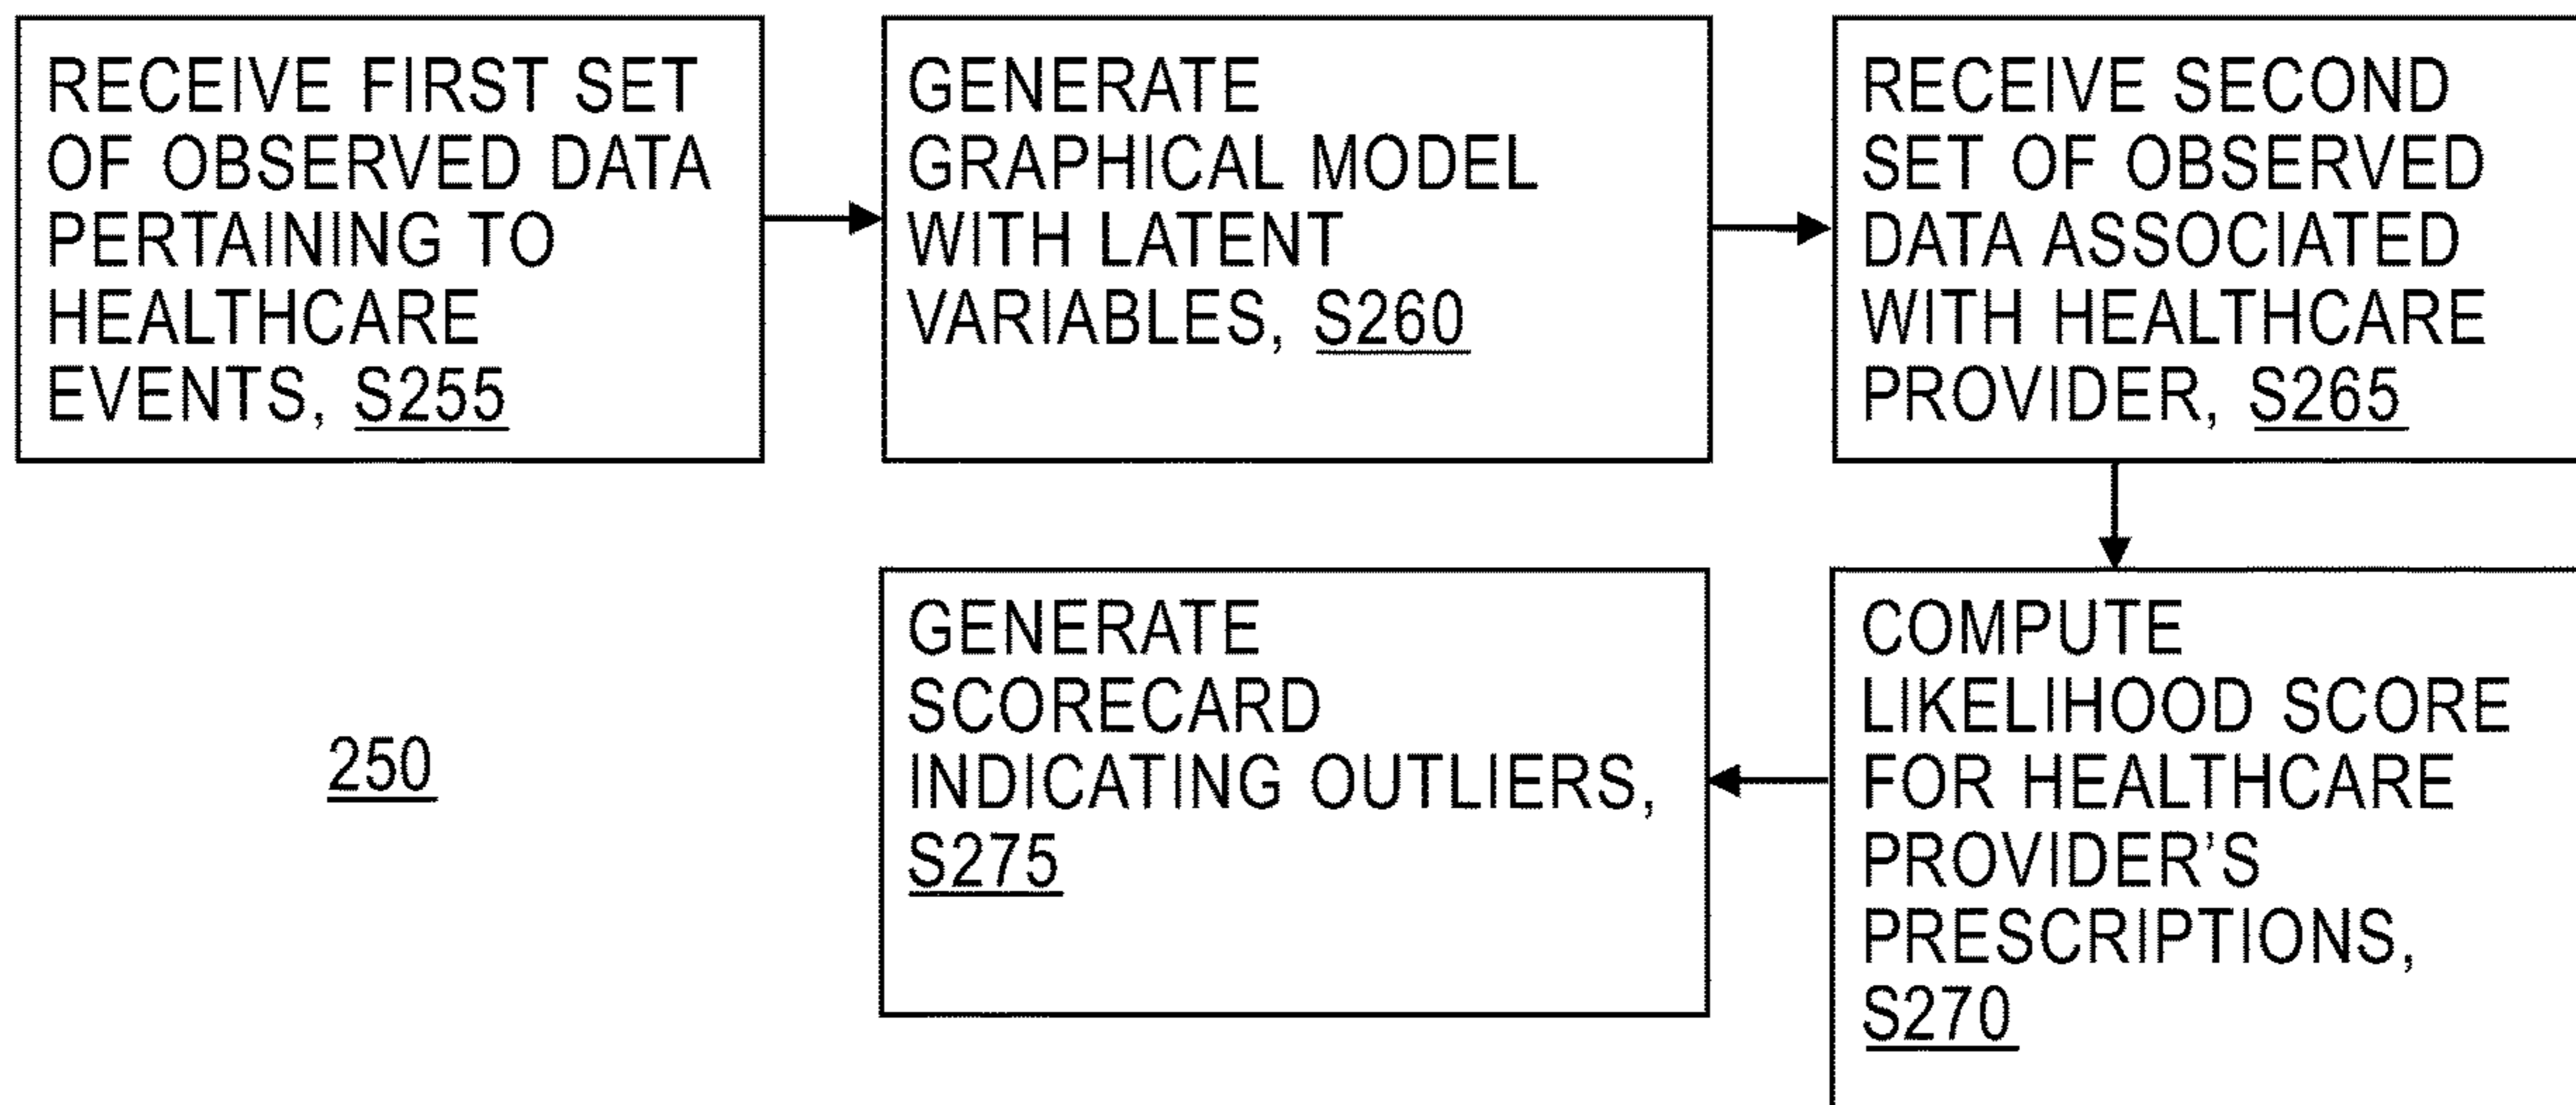 RECEIVE FIRST SET
OF OBSERVED DATA
PERTAINING TO
HEALTHCARE
EVENTS, S255
GENERATE
GRAPHICAL MODEL
WITH LATENT
VARIABLES, S260
RECEIVE SECOND
SET OF OBSERVED
DATA ASSOCIATED
WITH HEALTHCARE
PROVIDER, S265
COMPUTE
LIKELIHOOD SCORE
FOR HEALTHCARE
PROVIDER’S
PRESCRIPTIONS,
S270
GENERATE
SCORECARD
INDICATING OUTLIERS,
S275
250